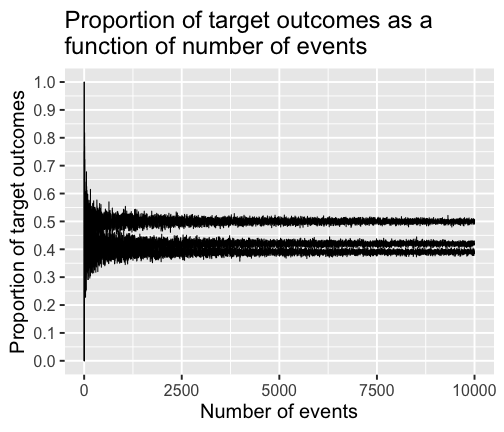 Proportion of target outcomes as a
function of number of events
Proportion of target outcomes
1.0
0.9
0.8
0.7
0.6
0.5
0.4
0.3
0.2
0.1
0.0
0 2500 5000 7500 10000
Number of events